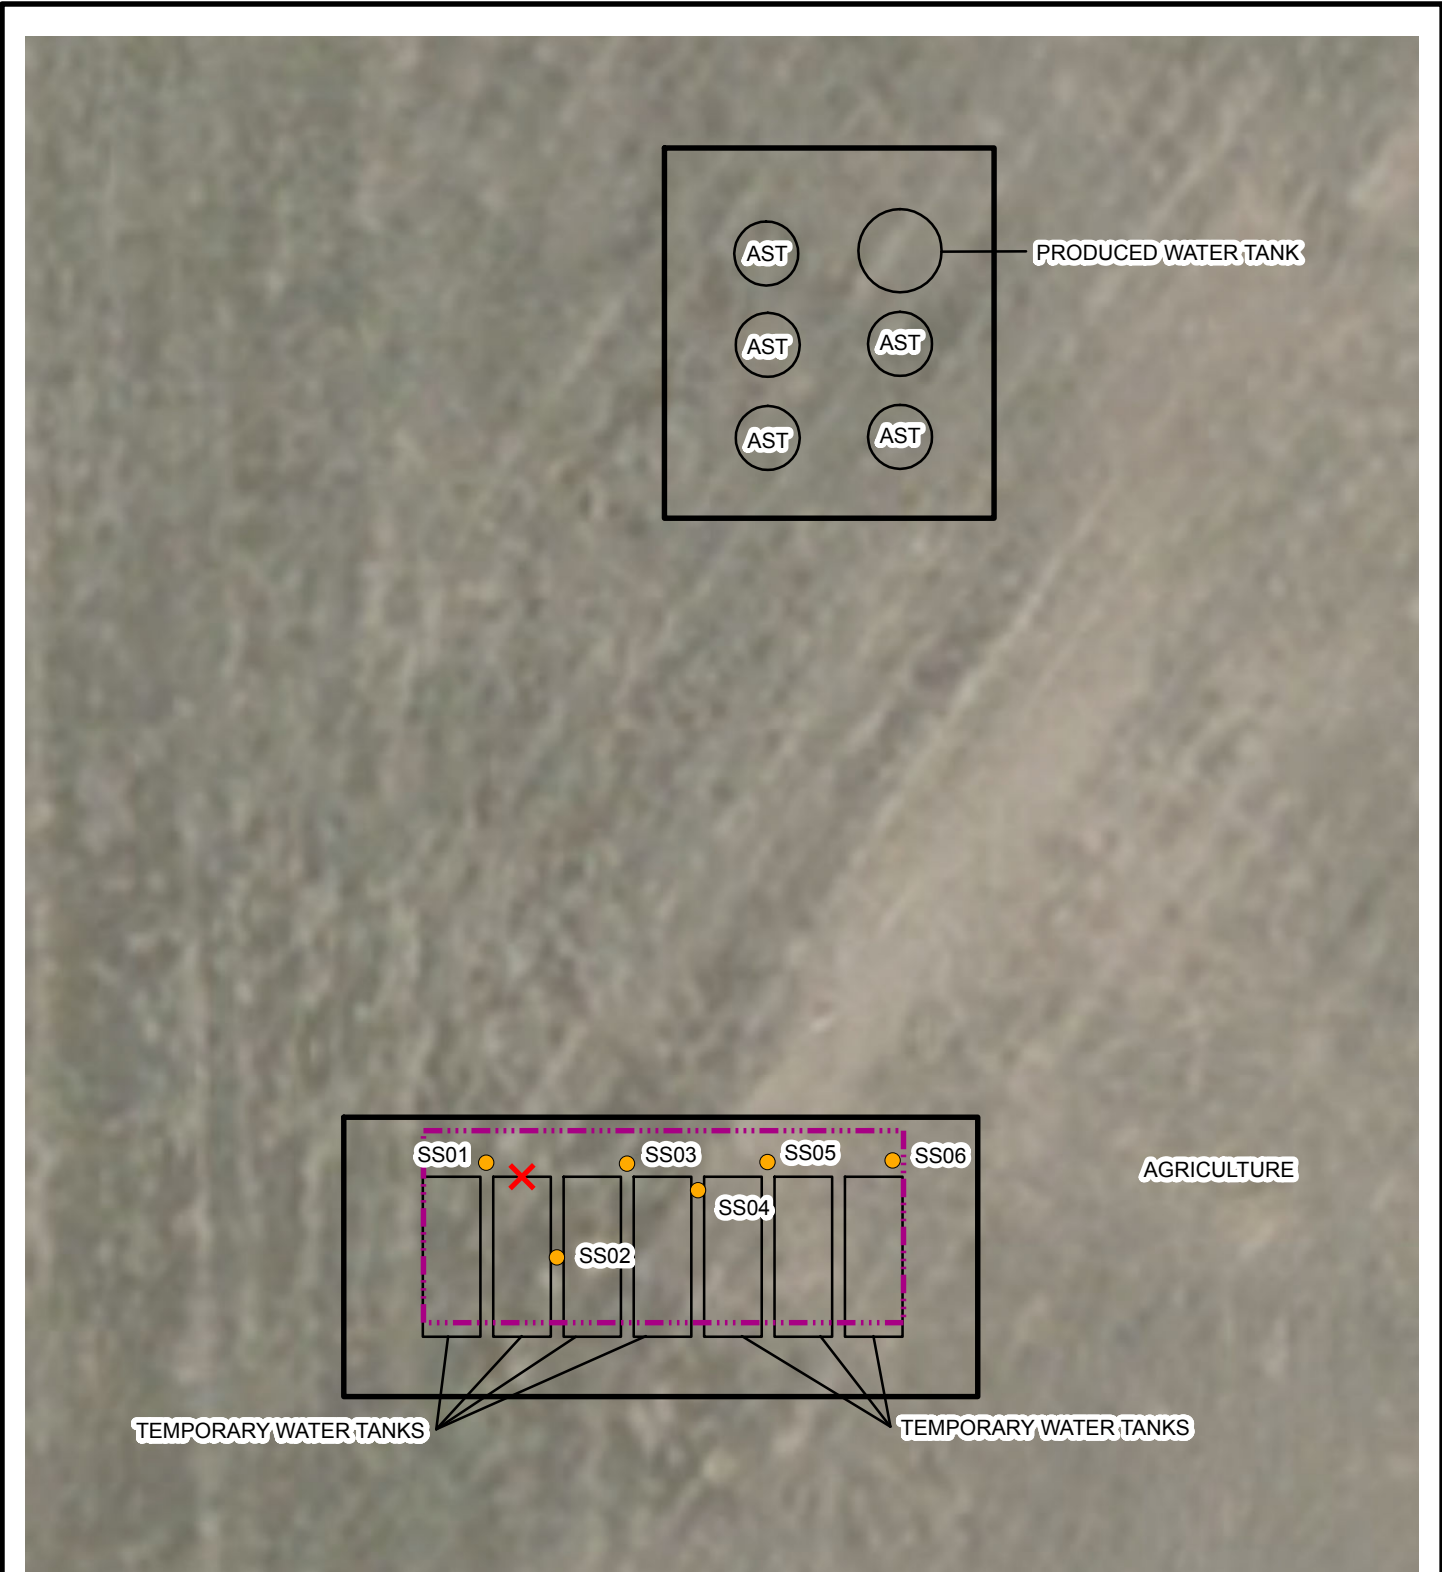 AST
PRODUCED WATER TANK
AST
AST
AST
AST
SS01
SS03
SS05
SS06
AGRICULTURE
SS04
SS02
TEMPORARY WATER TANKS
TEMPORARY WATER TANKS